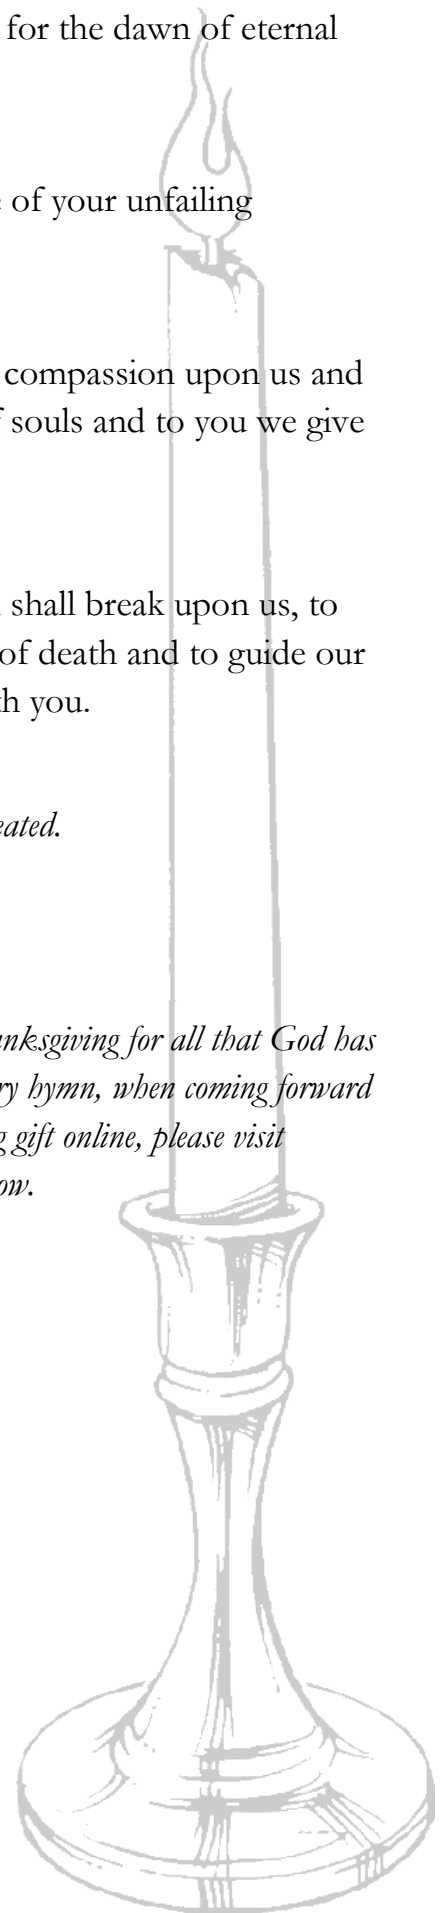 for the dawn of eternal
of your unfailing
compassion upon us and
souls and to you we give
shall break upon us, to
of death and to guide our
th you.
eated.
nksgiving for all that God has
ry hymn, when coming forward
g gift online, please visit
ow.